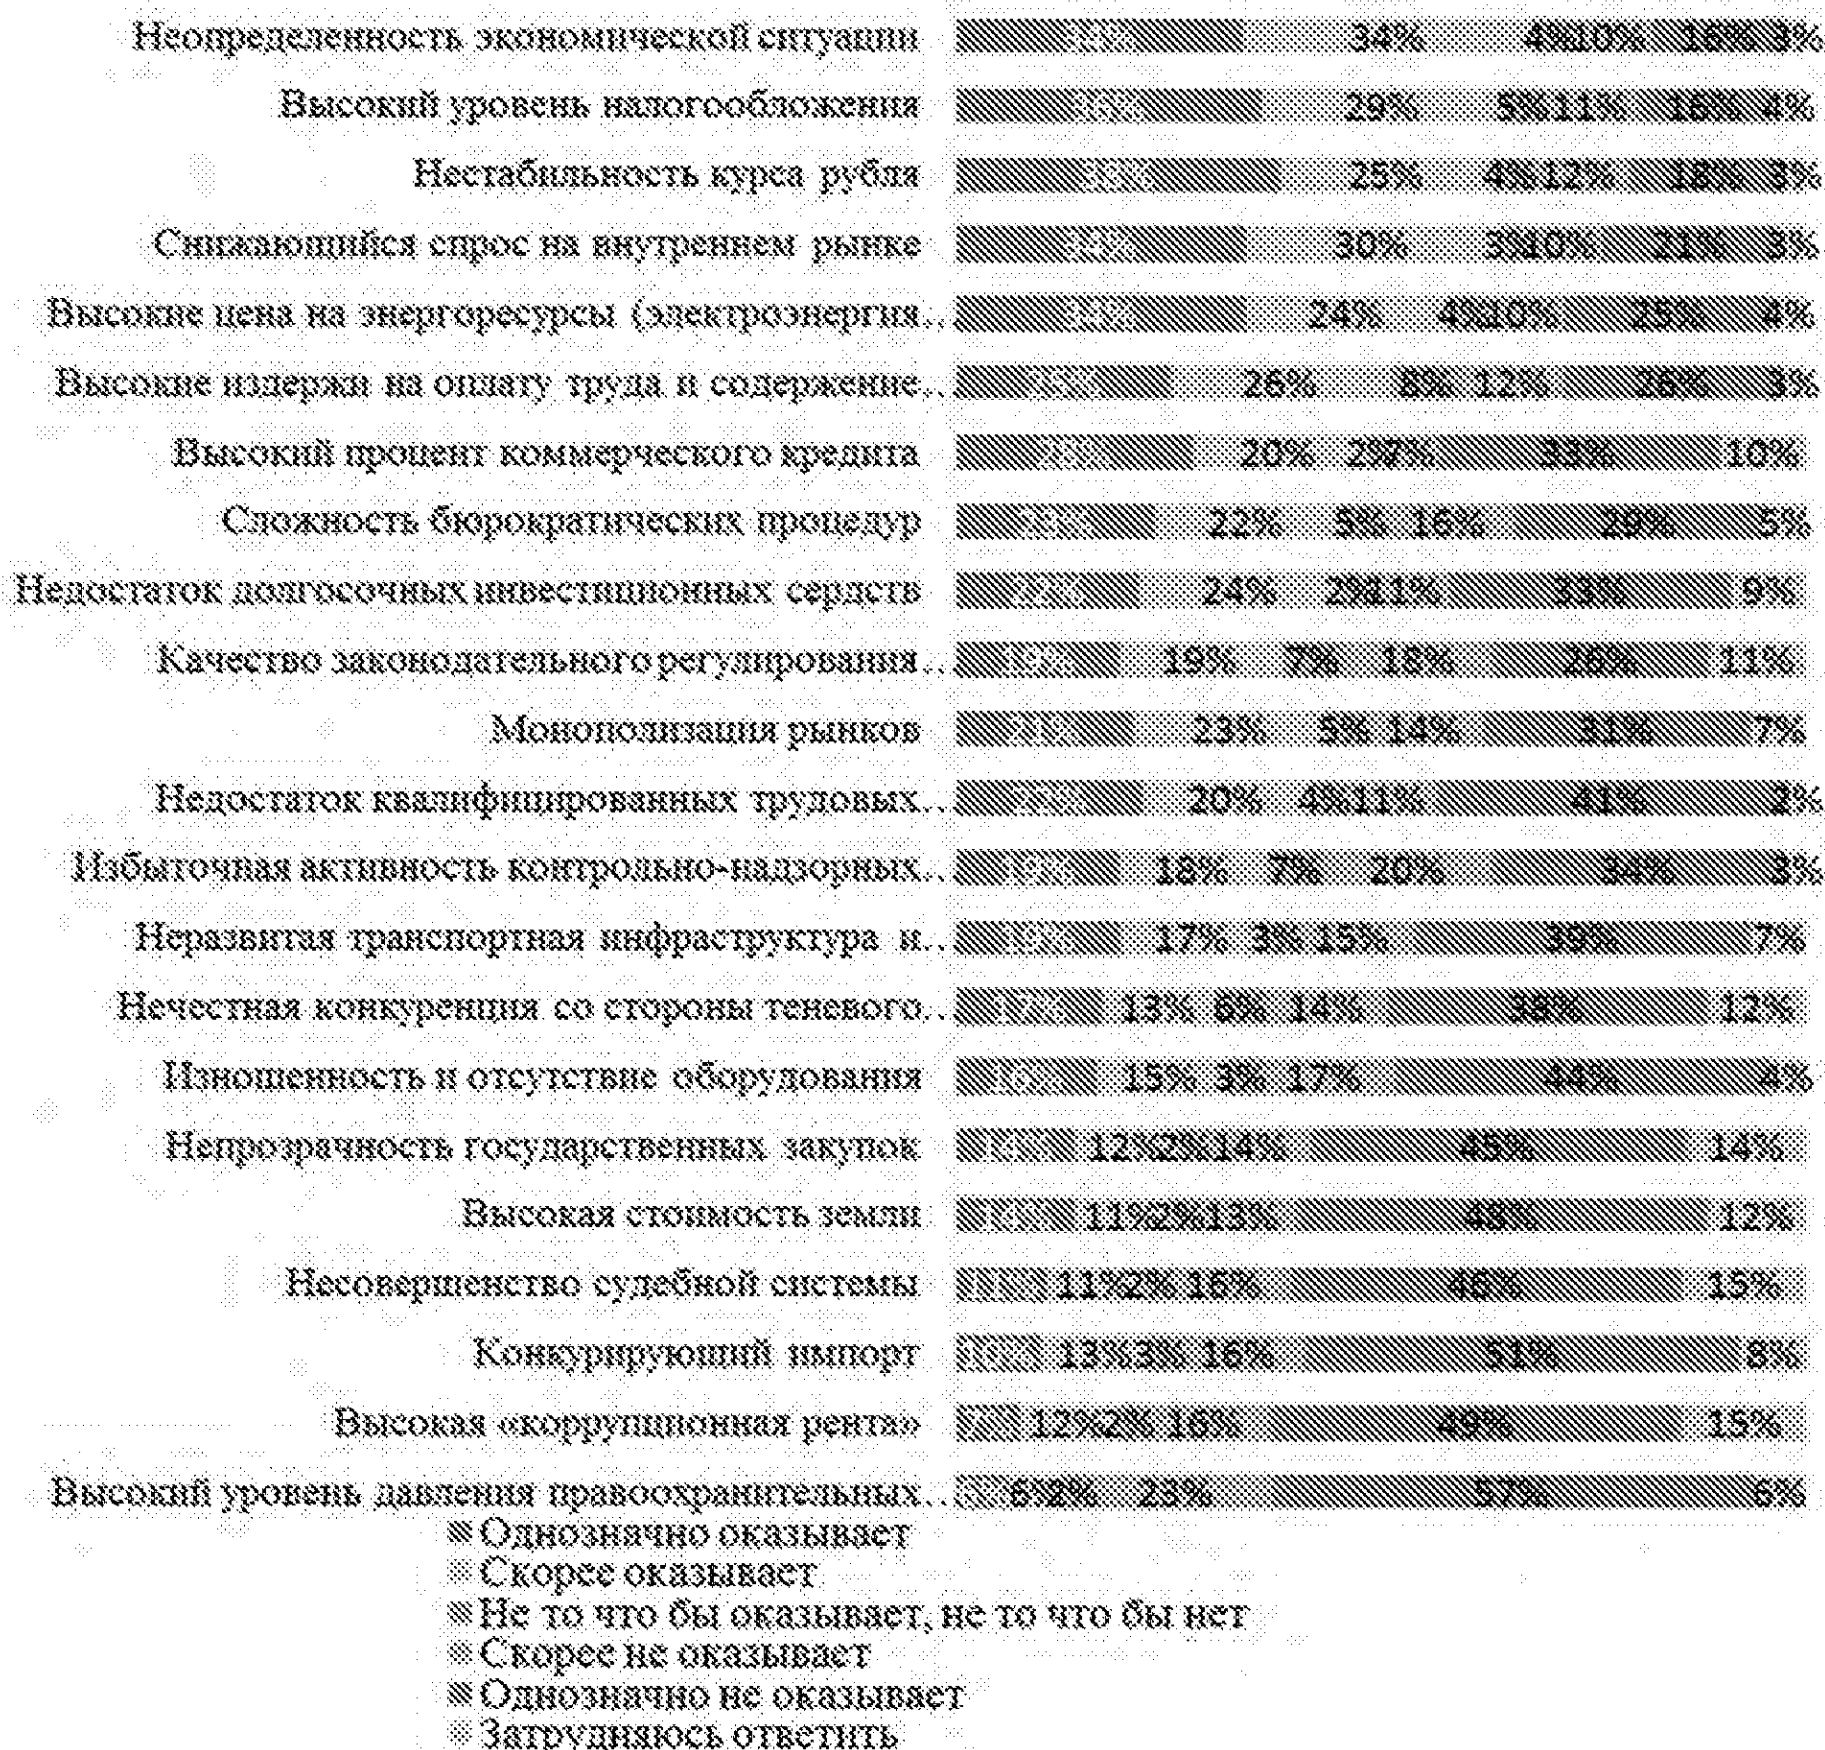 Неопределенность экономической ситуации 34% 4% 10% 16% 3%
Высокий уровень налогообложения 29% 5% 11% 16% 4%
Нестабильность курса рубля 25% 4% 12% 18% 3%
Снижающийся спрос на внутреннем рынке 30% 3% 10% 21% 3%
Высокие цена на энергоресурсы (электроэнергия... 24% 4% 10% 25% 4%
Высокие издержи на оплату труда и содержение... 26% 8% 12% 26% 3%
Высокий процент коммерческого кредита 20% 2% 7% 33% 10%
Сложность бюрократических процедур 22% 5% 16% 29% 5%
Недостаток долгосочных инвестиционных сердств 24% 2% 11% 33% 9%
Качество законодательного регулирования... 19% 7% 18% 26% 11%
Монополизация рынков 23% 5% 14% 31% 7%
Недостаток квалифицированных трудовых... 20% 4% 11% 41% 2%
Избыточная активность контрольно-надзорных... 18% 7% 20% 34% 3%
Неразвитая транспортная инфраструктура и... 17% 3% 15% 39% 7%
Нечестная конкуренция со стороны теневого... 13% 6% 14% 38% 12%
Изношенность и отсутствие оборудования 15% 3% 17% 44% 4%
Непрозрачность государственных закупок 12% 2% 14% 45% 14%
Высокая стоимость земли 11% 2% 13% 48% 12%
Несовершенство судебной системы 11% 2% 16% 46% 15%
Конкурирующий импорт 13% 3% 16% 51% 8%
Высокая «коррупционная рента» 12% 2% 16% 49% 15%
Высокий уровень давления правоохранительных... 6% 2% 23% 57% 6%
Однозначно оказывает
Скорее оказывает
Не то что бы оказывает, не то что бы нет
Скорее не оказывает
Однозначно не оказывает
Затрудняюсь ответить